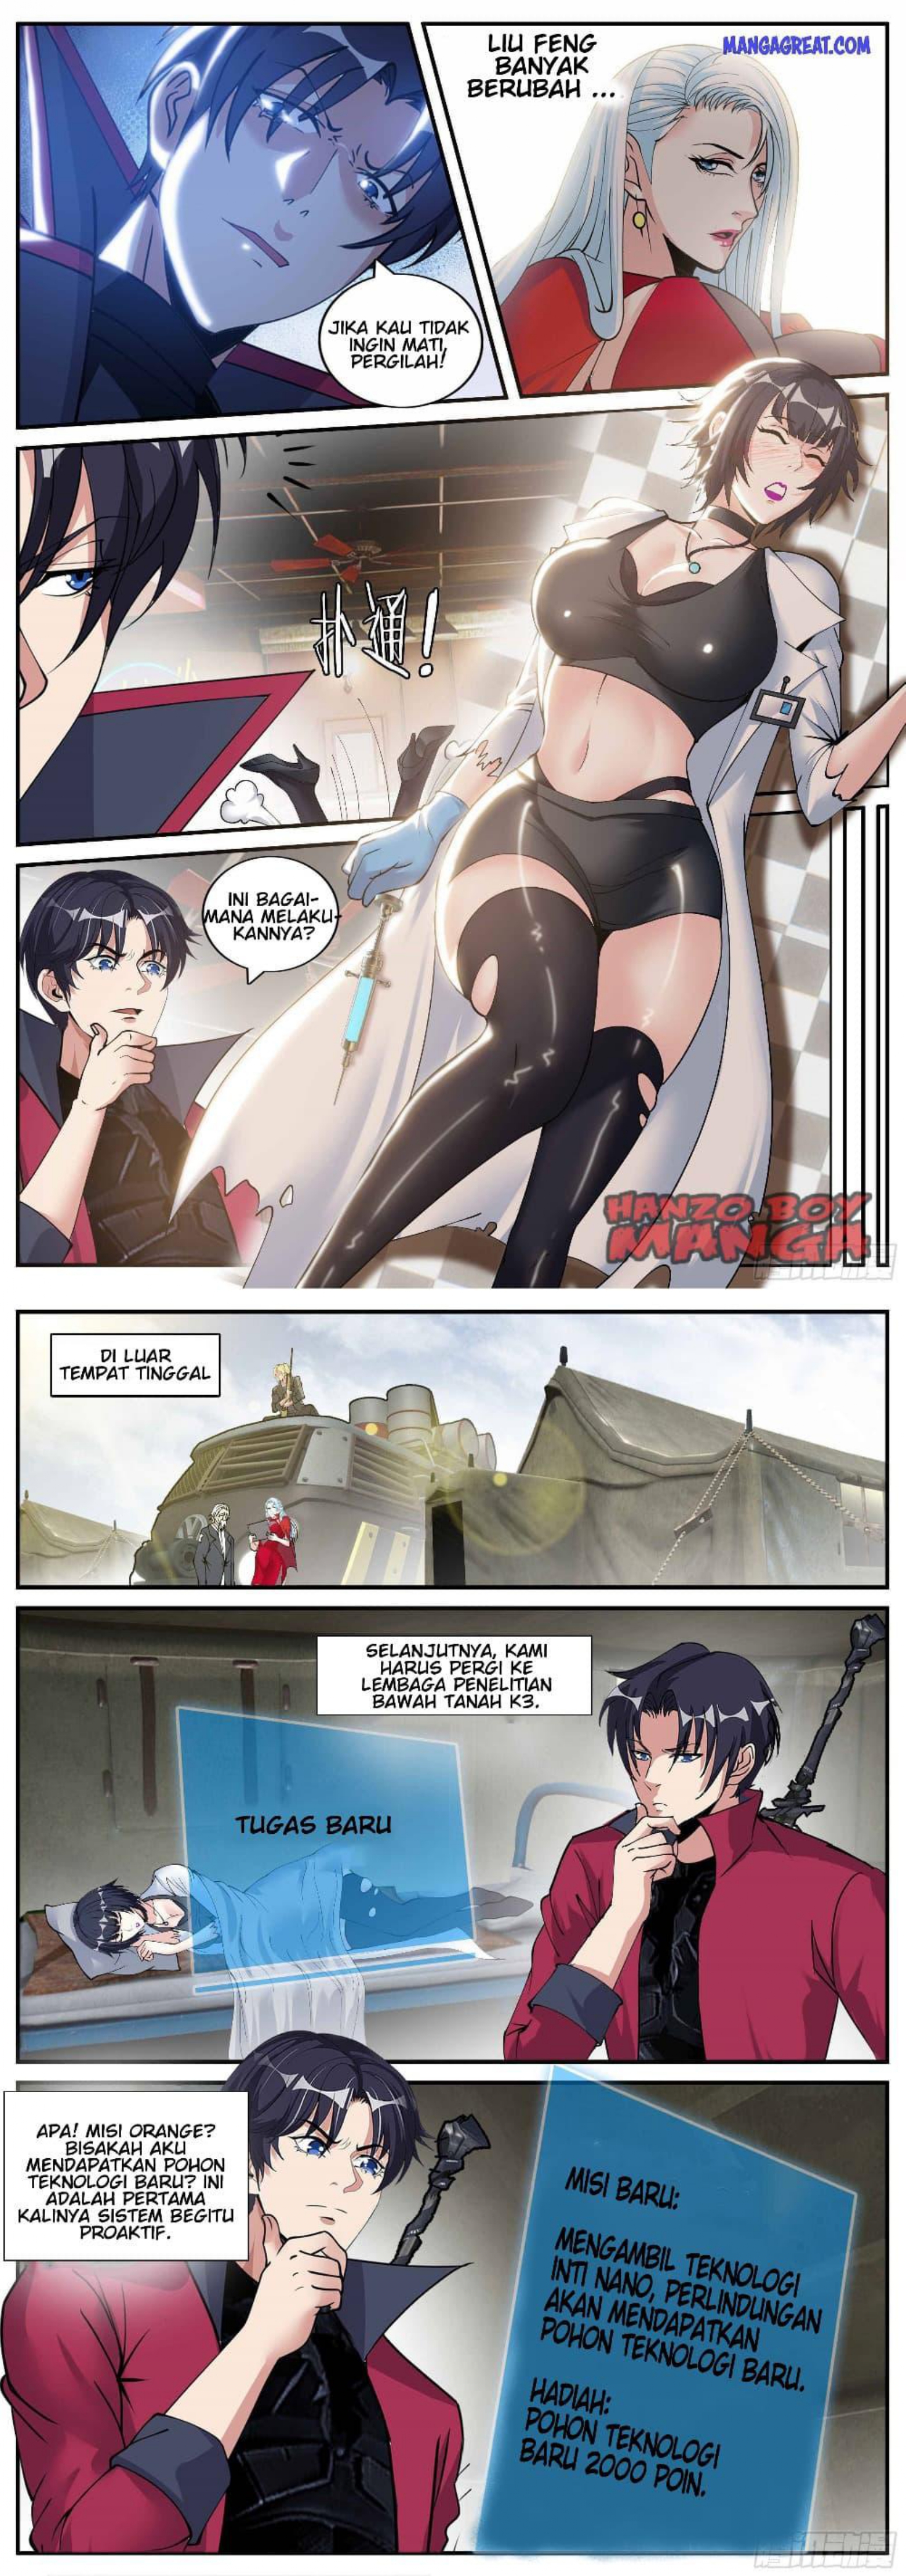 LIU FENG
BANYAK
BERUBAH ...
MANGAGREAT.COM
JIKA KAU TIDAK
INGIN MATI,
PERGILAH!
扑通!
INI BAGAI-
MANA MELAKU-
KANNYA?
HANZO BOY
MANGA
DI LUAR
TEMPAT TINGGAL
SELANJUTNYA, KAMI
HARUS PERGI KE
LEMBAGA PENELITIAN
BAWAH TANAH K3.
TUGAS BARU
APA! MISI ORANGE?
BISAKAH AKU
MENDAPATKAN POHON
TEKNOLOGI BARU? INI
ADALAH PERTAMA
KALINYA SISTEM BEGITU
PROAKTIF.
MISI BARU:
MENGAMBIL TEKNOLOGI
INTI NANO, PERLINDUNGAN
AKAN MENDAPATKAN
POHON TEKNOLOGI BARU.
HADIAH:
POHON TEKNOLOGI
BARU 2000 POIN.